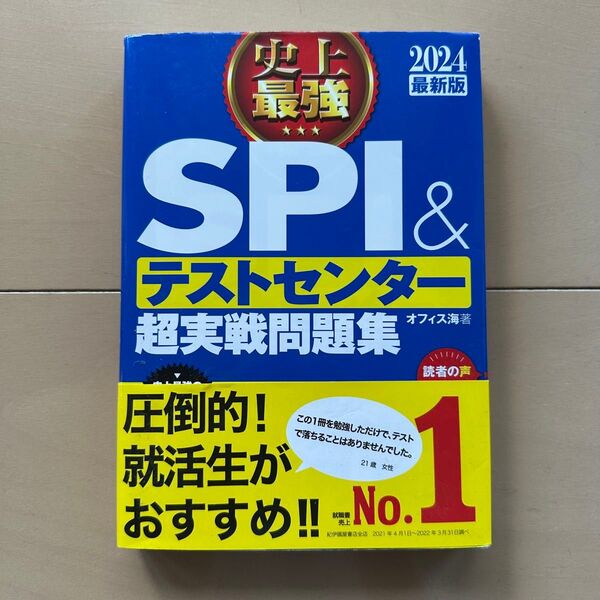 史上
最強
2024
最新版
SPI&
テストセンター
超実戦問題集
オフィス海著
読者の声
圧倒的!
就活生が
おすすめ!!
この1冊を勉強しただけで、テスト
で落ちることはありませんでした。
21歳 女性
就職書
売上
No.1
紀伊國屋書店全店 2021年4月1日~2022年3月31日調べ